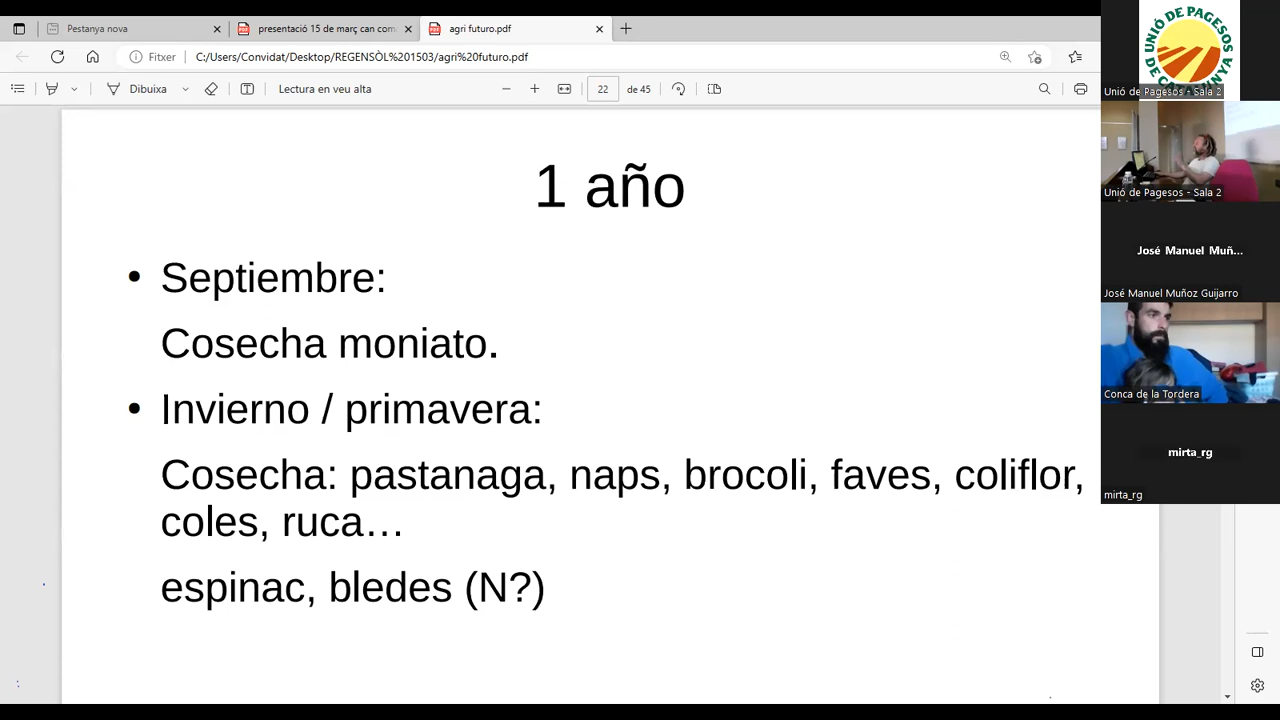 Pestanya nova
presentació 15 de març can com
agri futuro.pdf
Fitxer
C:/Users/Convidat/Desktop/REGENSÒL%201503/agri%20futuro.pdf
Dibuixa
Lectura en veu alta
22
de 45
1 año
• Septiembre:
Cosecha moniato.
• Invierno / primavera:
Cosecha: pastanaga, naps, brocoli, faves, coliflor,
coles, ruca…
espinac, bledes (N?)
UNIÓ DE PAGESOS
DE CATALUNYA
Unió de Pagesos - Sala 2
Unió de Pagesos - Sala 2
José Manuel Muñ...
José Manuel Muñoz Guijarro
Conca de la Tordera
mirta_rg
mirta_rg